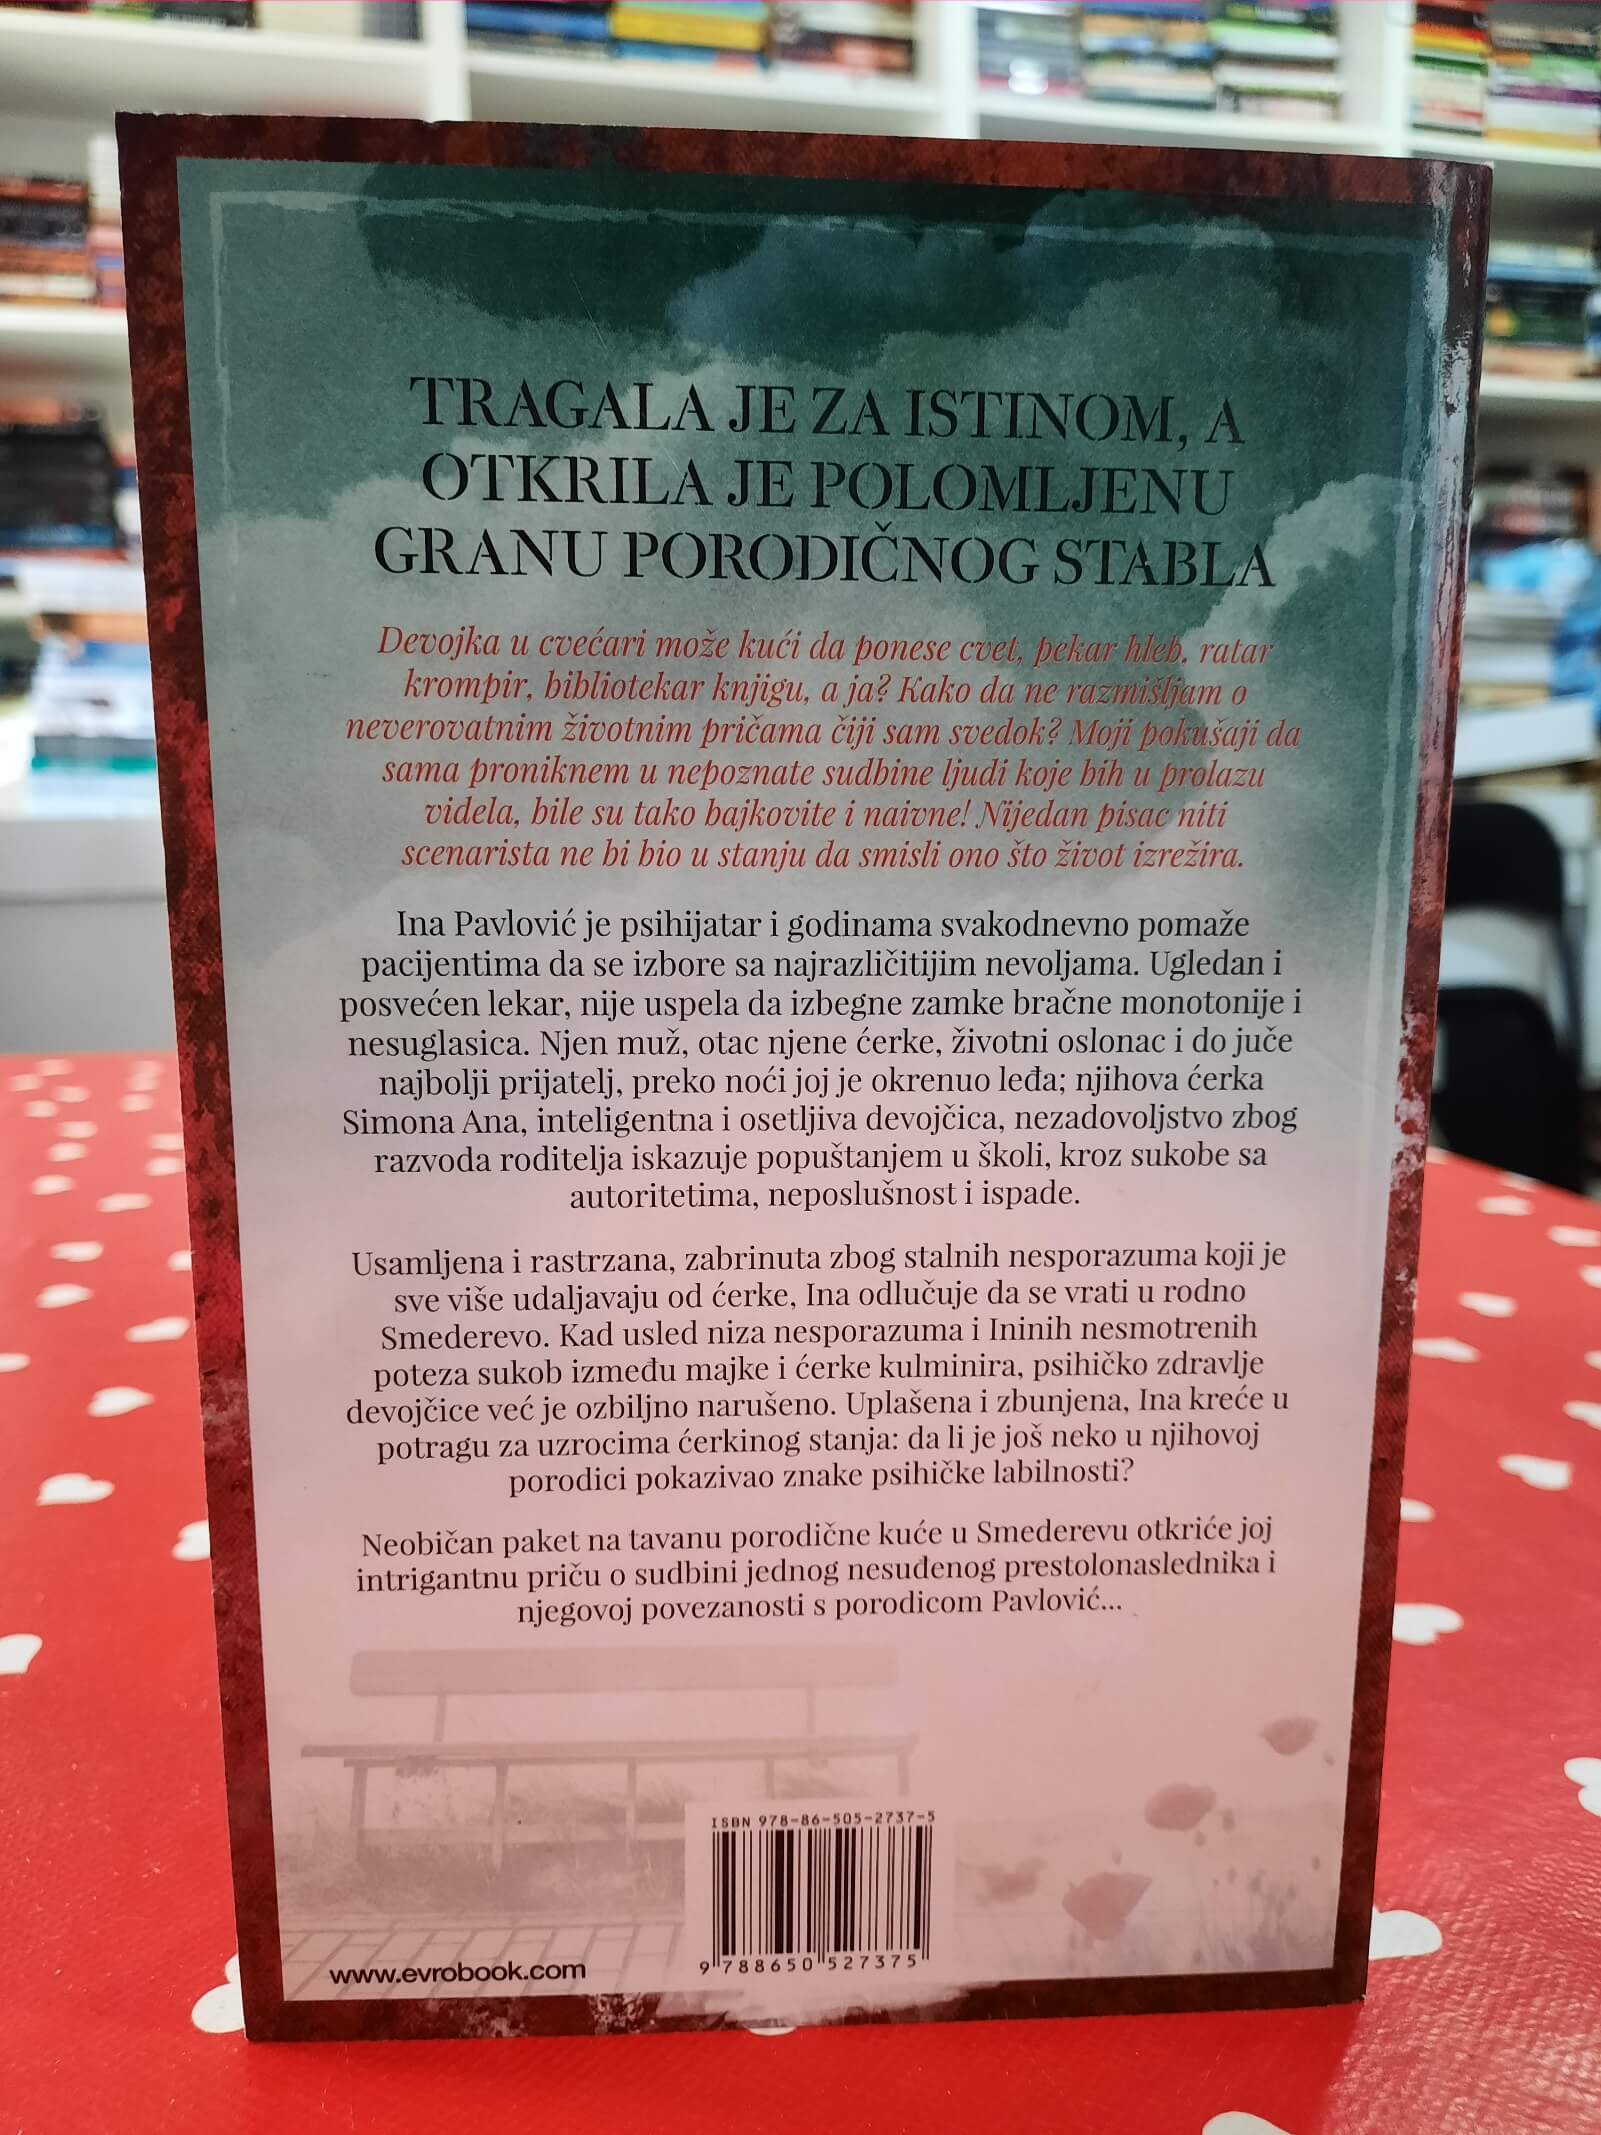 TRAGALA JE ZA ISTINOM, A
OTKRILA JE POLOMLJENU
GRANU PORODIČNOG STABLA
Devojka u cvećari može kući da ponese cvet, pekar hleb, ratar
krompir, bibliotekar knjigu, a ja? Kako da ne razmišljam o
neverovatnim životnim pričama čiji sam svedok? Moji pokušaji da
sama proniknem u nepoznate sudbine ljudi koje bih u prolazu
videla, bile su tako bajkovite i naivne! Nijedan pisac niti
scenarista ne bi bio u stanju da smisli ono što život izrežira.
Ina Pavlović je psihijatar i godinama svakodnevno pomaže
pacijentima da se izbore sa najrazličitijim nevoljama. Ugledan i
posvećen lekar, nije uspela da izbegne zamke bračne monotonije i
nesuglasica. Njen muž, otac njene ćerke, životni oslonac i do juče
najbolji prijatelj, preko noći joj je okrenuo leđa; njihova ćerka
Simona Ana, inteligentna i osetljiva devojčica, nezadovoljstvo zbog
razvoda roditelja iskazuje popuštanjem u školi, kroz sukobe sa
autoritetima, neposlušnost i ispade.
Usamljena i rastrzana, zabrinuta zbog stalnih nesporazuma koji je
sve više udaljavaju od ćerke, Ina odlučuje da se vrati u rodno
Smederevo. Kad usled niza nesporazuma i Ininih nesmotrenih
poteza sukob između majke i ćerke kulminira, psihičko zdravlje
devojčice već je ozbiljno narušeno. Uplašena i zbunjena, Ina kreće u
potragu za uzrocima ćerkinog stanja: da li je još neko u njihovoj
porodici pokazivao znake psihičke labilnosti?
Neobičan paket na tavanu porodične kuće u Smederevu otkriće joj
intrigantnu priču o sudbini jednog nesuđenog prestolonaslednika i
njegovoj povezanosti s porodicom Pavlović...
ISBN 978-86-505-2737-5
9 788650 527375
www.evrobook.com